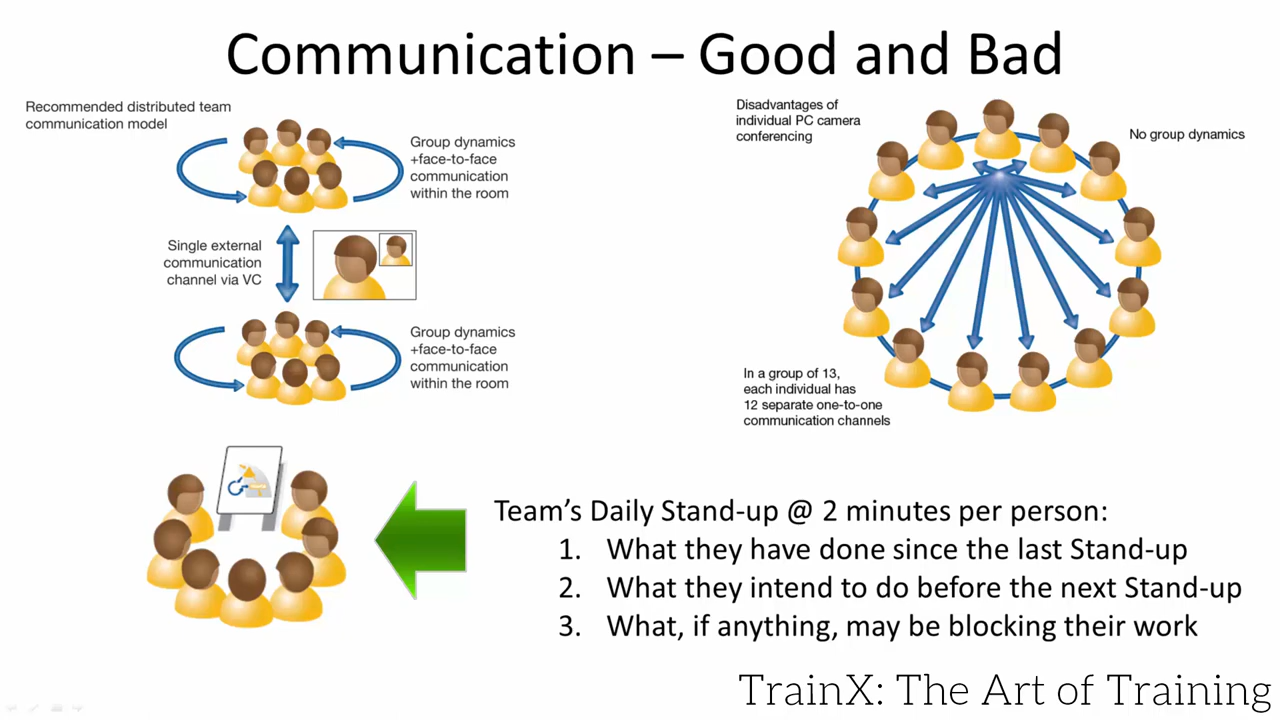 Communication – Good and Bad
Recommended distributed team
communication model
Group dynamics
+face-to-face
communication
within the room
Single external
communication
channel via VC
Group dynamics
+face-to-face
communication
within the room
Disadvantages of
individual PC camera
conferencing
No group dynamics
In a group of 13,
each individual has
12 separate one-to-one
communication channels
Team's Daily Stand-up @ 2 minutes per person:
1. What they have done since the last Stand-up
2. What they intend to do before the next Stand-up
3. What, if anything, may be blocking their work
TrainX: The Art of Training